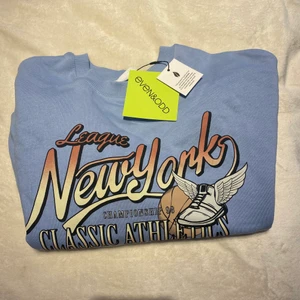 even&odd
League
New York
CHAMPIONSHIP
CLASSIC ATHLETICS